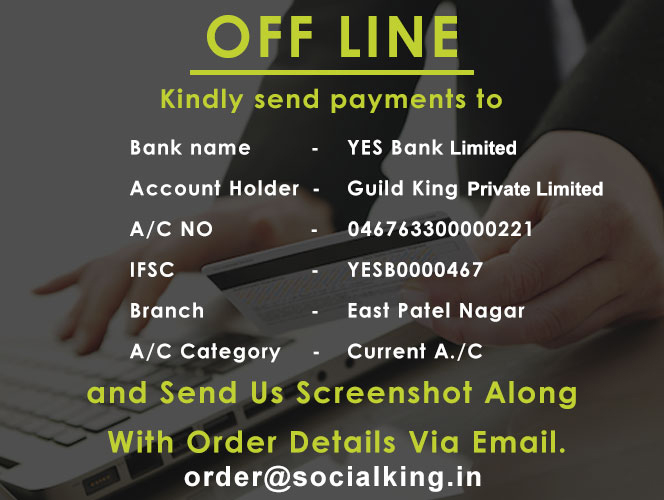 OFF LINE
Kindly send payments to
Bank name - YES Bank Limited
Account Holder - Guild King Private Limited
A/C NO - 046763300000221
IFSC - YESB0000467
Branch - East Patel Nagar
A/C Category - Current A./C
and Send Us Screenshot Along
With Order Details Via Email.
order@socialking.in